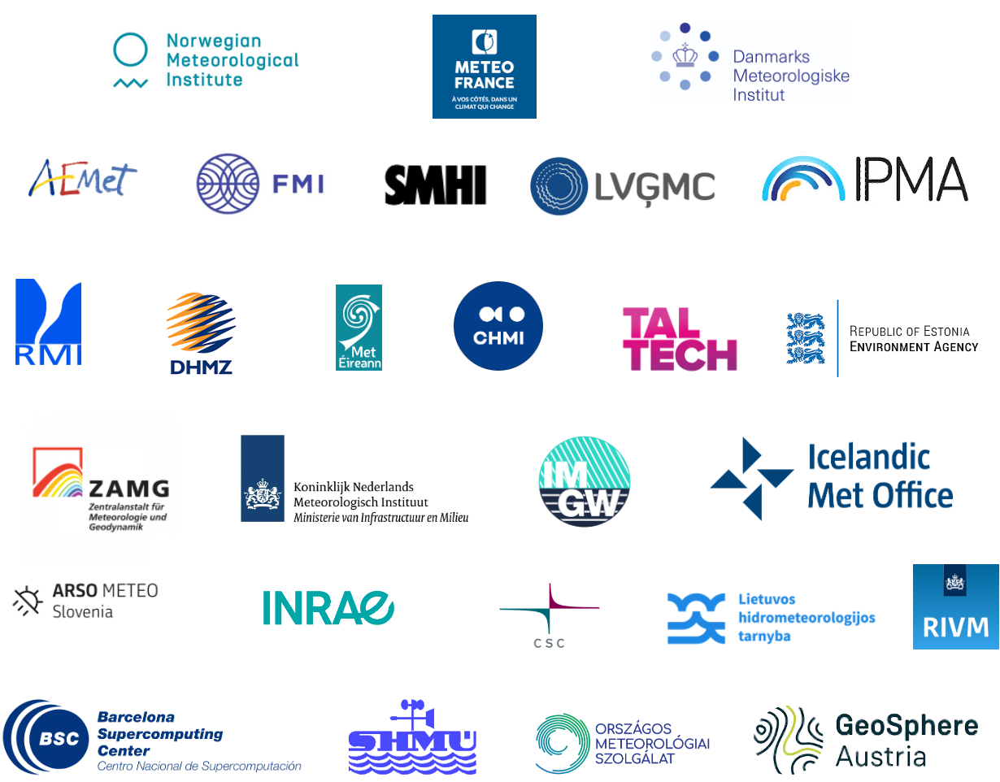 Norwegian
Meteorological
Institute
METEO
FRANCE
À VOS CÔTÉS, DANS UN
CLIMAT QUI CHANGE
Danmarks
Meteorologiske
Institut
AEMet
FMI
SMHI
LVĢMC
IPMA
RMI
DHMZ
Met
Éireann
CHMI
TAL
TECH
REPUBLIC OF ESTONIA
ENVIRONMENT AGENCY
ZAMG
Zentralanstalt für
Meteorologie und
Geodynamik
Koninklijk Nederlands
Meteorologisch Instituut
Ministerie van Infrastructuur en Milieu
IM
GW
Icelandic
Met Office
ARSO METEO
Slovenia
INRAE
CSC
Lietuvos
hidrometeorologijos
tarnyba
RIVM
BSC
Barcelona
Supercomputing
Center
Centro Nacional de Supercomputación
SHMÚ
ORSZÁGOS
METEOROLÓGIAI
SZOLGÁLAT
GeoSphere
Austria